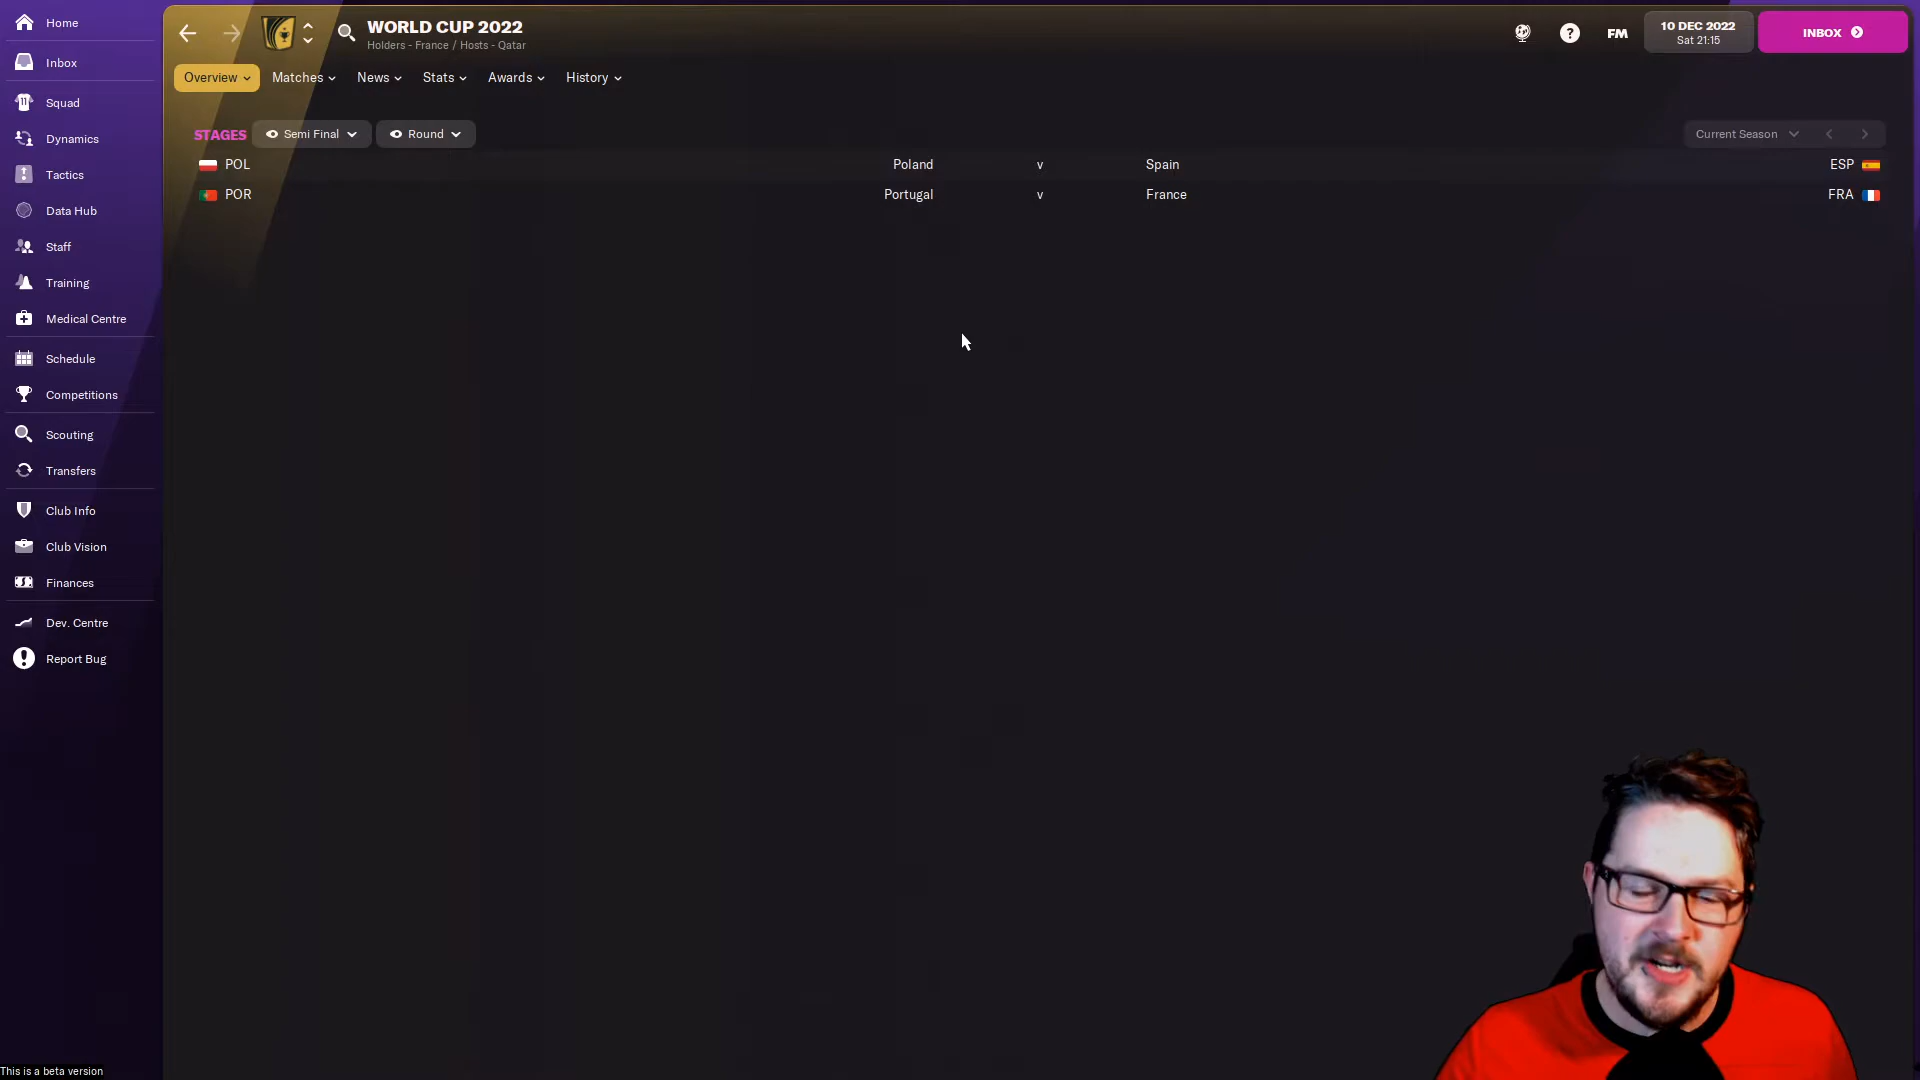 Home
Inbox
Squad
Dynamics
Tactics
Data Hub
Staff
Training
Medical Centre
Schedule
Competitions
Scouting
Transfers
Club Info
Club Vision
Finances
Dev. Centre
Report Bug
This is a beta version
WORLD CUP 2022
Holders - France / Hosts - Qatar
FM
10 DEC 2022
Sat 21:15
INBOX
Overview Matches News Stats Awards History
STAGES Semi Final Round Current Season
POL Poland v Spain ESP
POR Portugal v France FRA